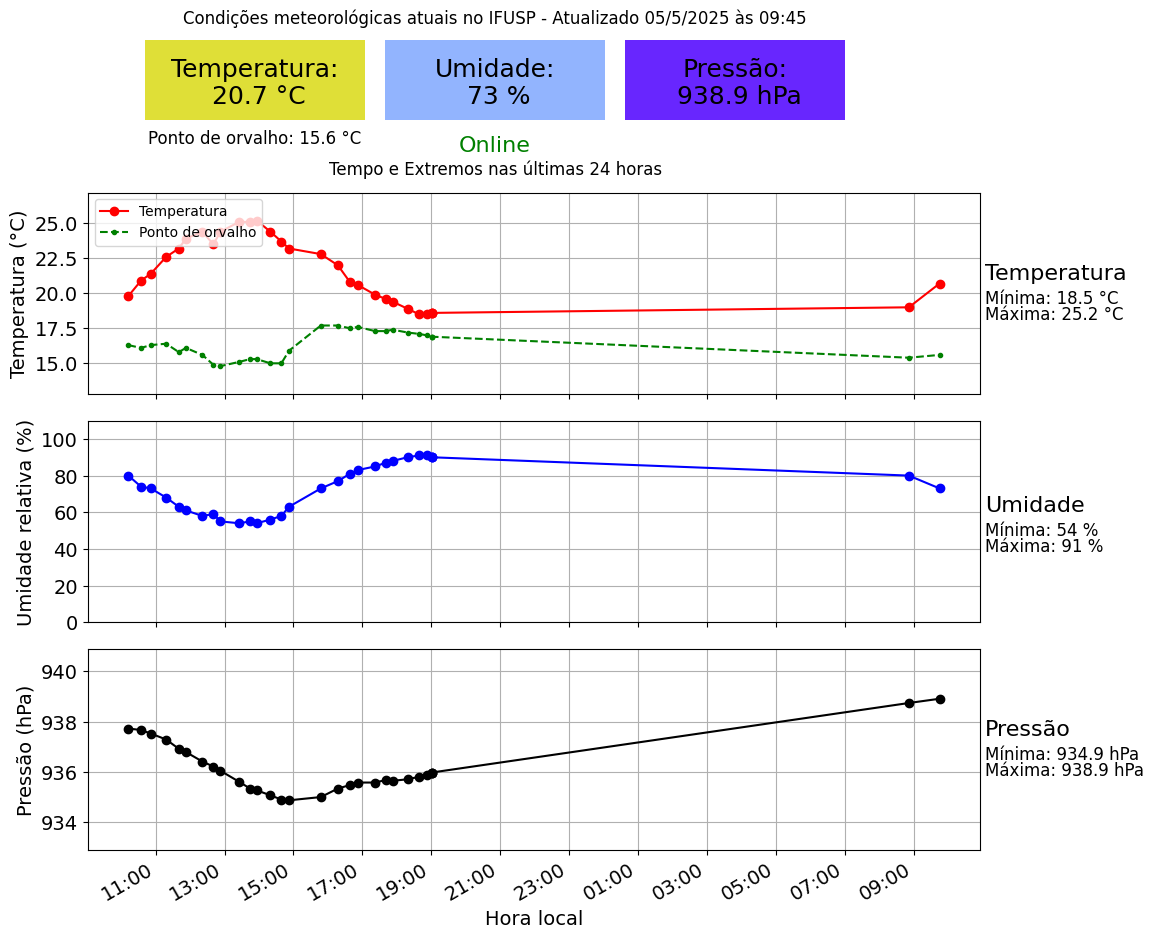 Condições meteorológicas atuais no IFUSP - Atualizado 05/5/2025 às 09:45
Temperatura:
20.7 °C
Umidade:
73 %
Pressão:
938.9 hPa
Ponto de orvalho: 15.6 °C
Online
Tempo e Extremos nas últimas 24 horas
Temperatura (°C)
25.0
22.5
20.0
17.5
15.0
Temperatura
Ponto de orvalho
Temperatura
Mínima: 18.5 °C
Máxima: 25.2 °C
Umidade relativa (%)
100
80
60
40
20
0
Umidade
Mínima: 54 %
Máxima: 91 %
Pressão (hPa)
940
938
936
934
Pressão
Mínima: 934.9 hPa
Máxima: 938.9 hPa
11:00 13:00 15:00 17:00 19:00 21:00 23:00 01:00 03:00 05:00 07:00 09:00
Hora local